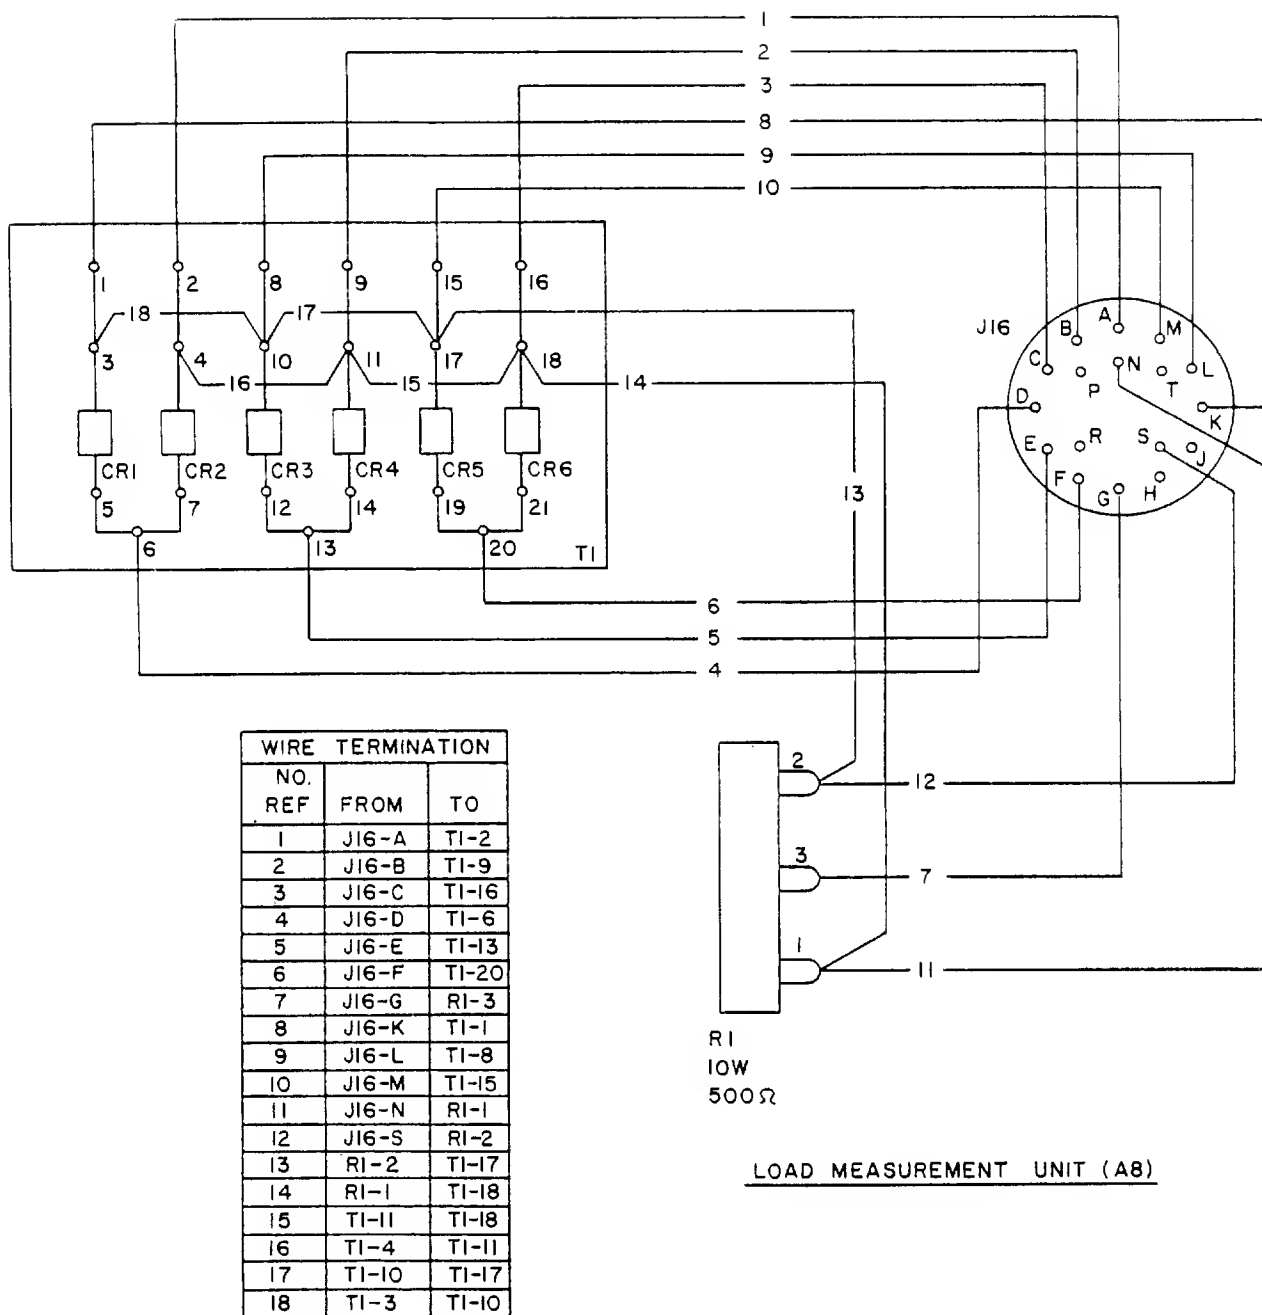 1
2
3
8
9
10
1 2 8 9 15 16
18 17
3 4 10 11 17 18
16 15 14
CR1 CR2 CR3 CR4 CR5 CR6
5 7 12 14 19 21
6 13 20 T1
J16
A
B M
C N L
P T
D K
E R S J
F G H
13
6
5
4
2
12
3
7
1
11
R1
10W
500Ω
WIRE TERMINATION
NO. REF FROM TO
1 J16-A T1-2
2 J16-B T1-9
3 J16-C T1-16
4 J16-D T1-6
5 J16-E T1-13
6 J16-F T1-20
7 J16-G R1-3
8 J16-K T1-1
9 J16-L T1-8
10 J16-M T1-15
11 J16-N R1-1
12 J16-S R1-2
13 R1-2 T1-17
14 R1-1 T1-18
15 T1-11 T1-18
16 T1-4 T1-11
17 T1-10 T1-17
18 T1-3 T1-10
LOAD MEASUREMENT UNIT (A8)